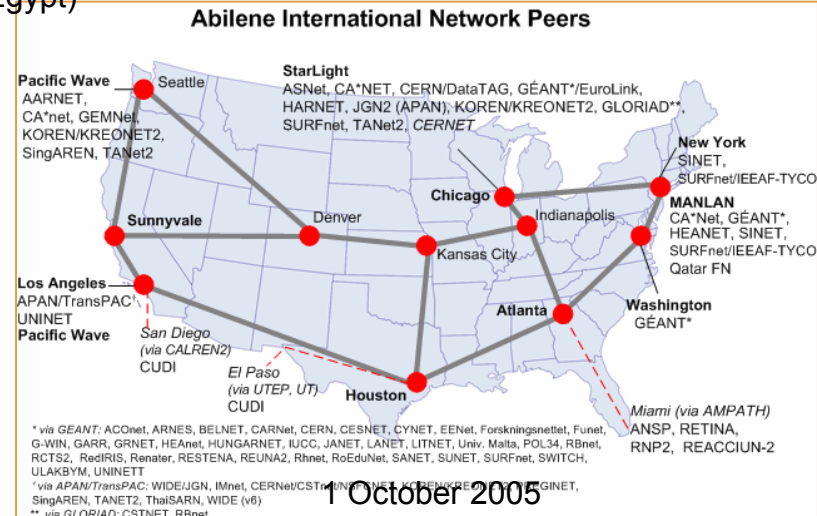 Egypt)
Abilene International Network Peers
Pacific Wave
AARNET,
CA*net, GEMNet,
KOREN/KREONET2,
SingAREN, TANet2
Seattle
StarLight
ASNet, CA*NET, CERN/DataTAG, GÉANT*/EuroLink,
HARNET, JGN2 (APAN), KOREN/KREONET2, GLORIAD**,
SURFnet, TANet2, CERNET
New York
SINET,
SURFnet/IEEAF-TYCO
MANLAN
CA*Net, GÉANT*,
HEANET, SINET,
SURFnet/IEEAF-TYCO
Qatar FN
Chicago
Indianapolis
Sunnyvale
Denver
Kansas City
Los Angeles
APAN/TransPAC†
UNINET
Pacific Wave
San Diego
(via CALREN2)
CUDI
El Paso
(via UTEP, UT)
CUDI
Houston
Atlanta
Washington
GÉANT*
Miami (via AMPATH)
ANSP, RETINA,
RNP2, REACCIUN-2
* via GEANT: ACOnet, ARNES, BELNET, CARNet, CERN, CESNET, CYNET, EENet, Forskningsnettet, Funet,
G-WIN, GARR, GRNET, HEAnet, HUNGARNET, IUCC, JANET, LANET, LITNET, Univ. Malta, POL34, RBnet,
RCTS2, RedIRIS, Renater, RESTENA, REUNA2, Rhnet, RoEduNet, SANET, SUNET, SURFnet, SWITCH,
ULAKBYM, UNINETT
† via APAN/TransPAC: WIDE/JGN, IMnet, CERNet/CSTnet/NSFCNET, KOREN/KREONET2, PREGINET,
SingAREN, TANET2, ThaiSARN, WIDE (v6)
1 October 2005
** via GLORIAD: CSTNET, RBnet